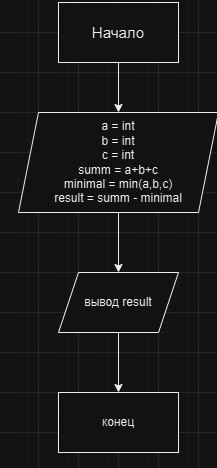 Начало
a = int
b = int
c = int
summ = a+b+c
minimal = min(a,b,c)
result = summ - minimal
вывод result
конец